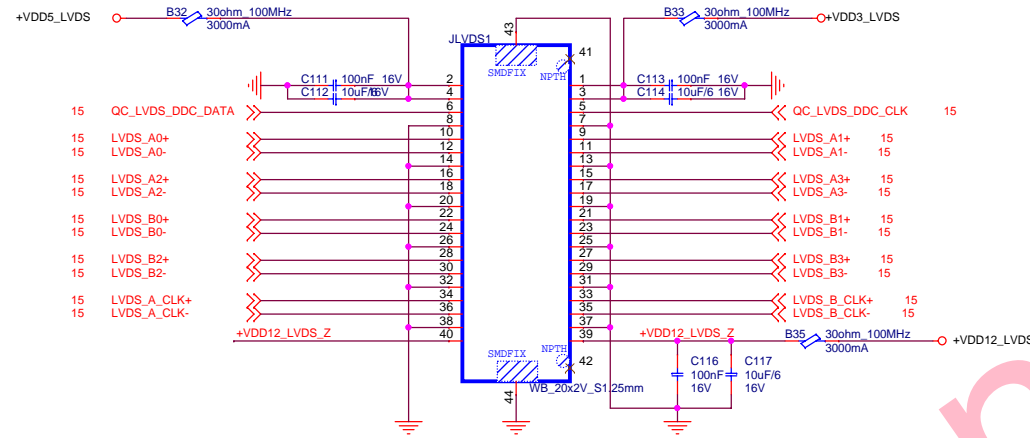 +VDD5_LVDS
B32 30ohm_100MHz
3000mA
43
B33 30ohm_100MHz
3000mA
+VDD3_LVDS
JLVDS1
41
SMDFIX
NPTH
C111 100nF 16V
C112
C113 100nF 16V
C114 10uF/6 16V
2 1
4 3
15 QC_LVDS_DDC_DATA 6 5 QC_LVDS_DDC_CLK 15
8 7
15 LVDS_A0+ 10 9 LVDS_A1+ 15
15 LVDS_A0- 12 11 LVDS_A1- 15
14 13
15 LVDS_A2+ 16 15 LVDS_A3+ 15
15 LVDS_A2- 18 17 LVDS_A3- 15
20 19
15 LVDS_B0+ 22 21 LVDS_B1+ 15
15 LVDS_B0- 24 23 LVDS_B1- 15
26 25
15 LVDS_B2+ 28 27 LVDS_B3+ 15
15 LVDS_B2- 30 29 LVDS_B3- 15
32 31
15 LVDS_A_CLK+ 34 33 LVDS_B_CLK+ 15
15 LVDS_A_CLK- 36 35 LVDS_B_CLK- 15
38 37
+VDD12_LVDS_Z 40 39 +VDD12_LVDS_Z
B35 30ohm_100MHz
3000mA
+VDD12_LVDS
SMDFIX
NPTH
42
C116
100nF
16V
C117
10uF/6
16V
WB_20x2V_S1.25mm
44